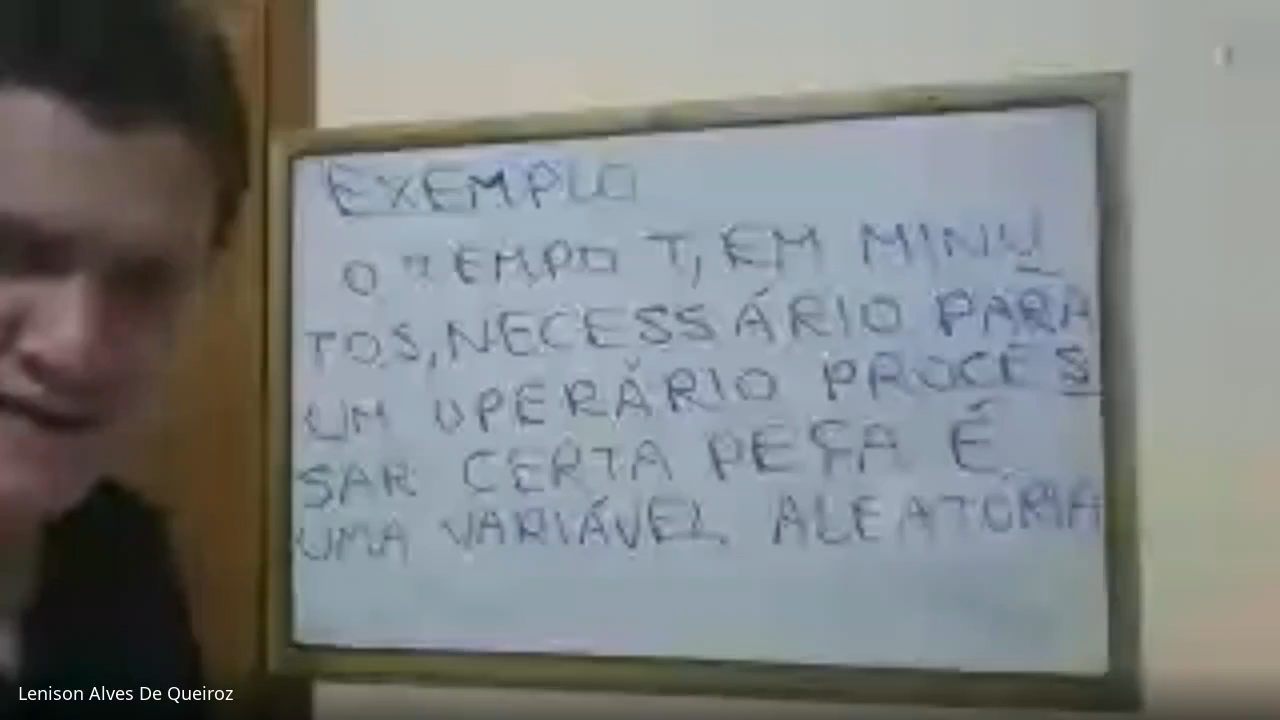 EXEMPLO
O TEMPO T, EM MINU
TOS, NECESSÁRIO PARA
UM OPERÁRIO PROCES
SAR CERTA PEÇA É
UMA VARIÁVEL ALEATÓRIA
Lenison Alves De Queiroz